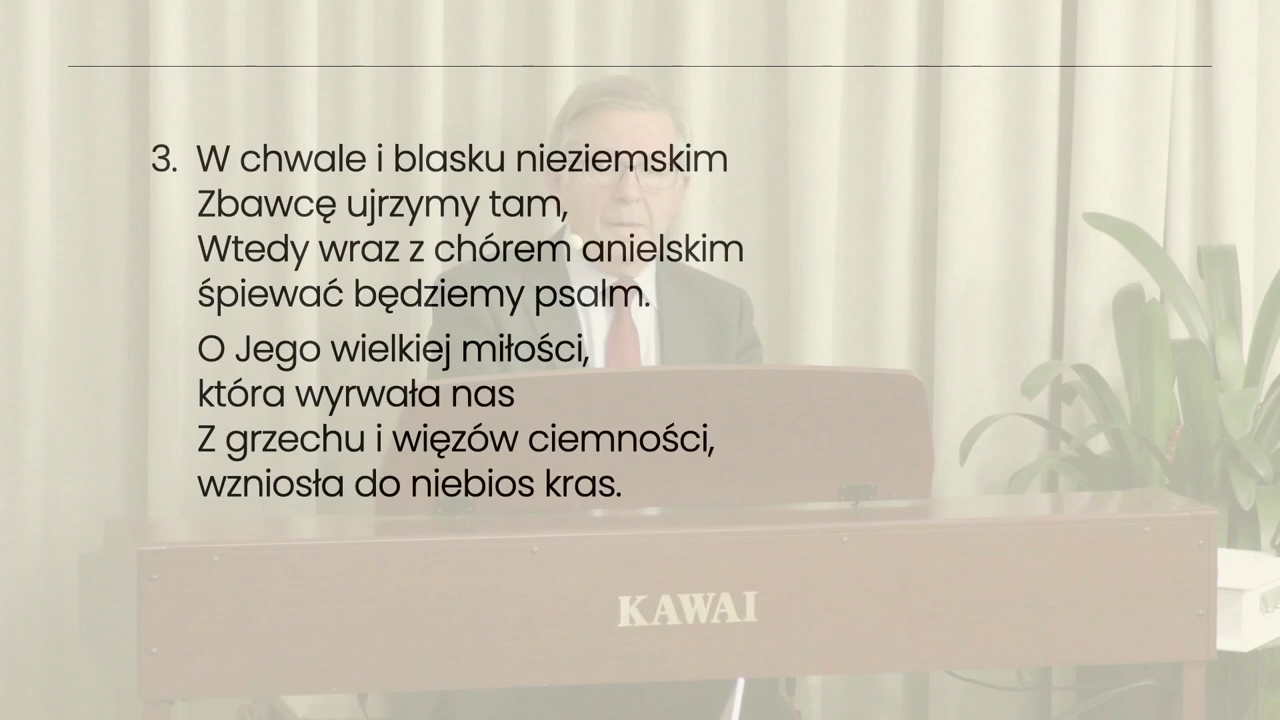 3. W chwale i blasku nieziemskim
Zbawcę ujrzymy tam,
Wtedy wraz z chórem anielskim
śpiewać będziemy psalm.
O Jego wielkiej miłości,
która wyrwała nas
Z grzechu i więzów ciemności,
wzniosła do niebios kras.
KAWAI